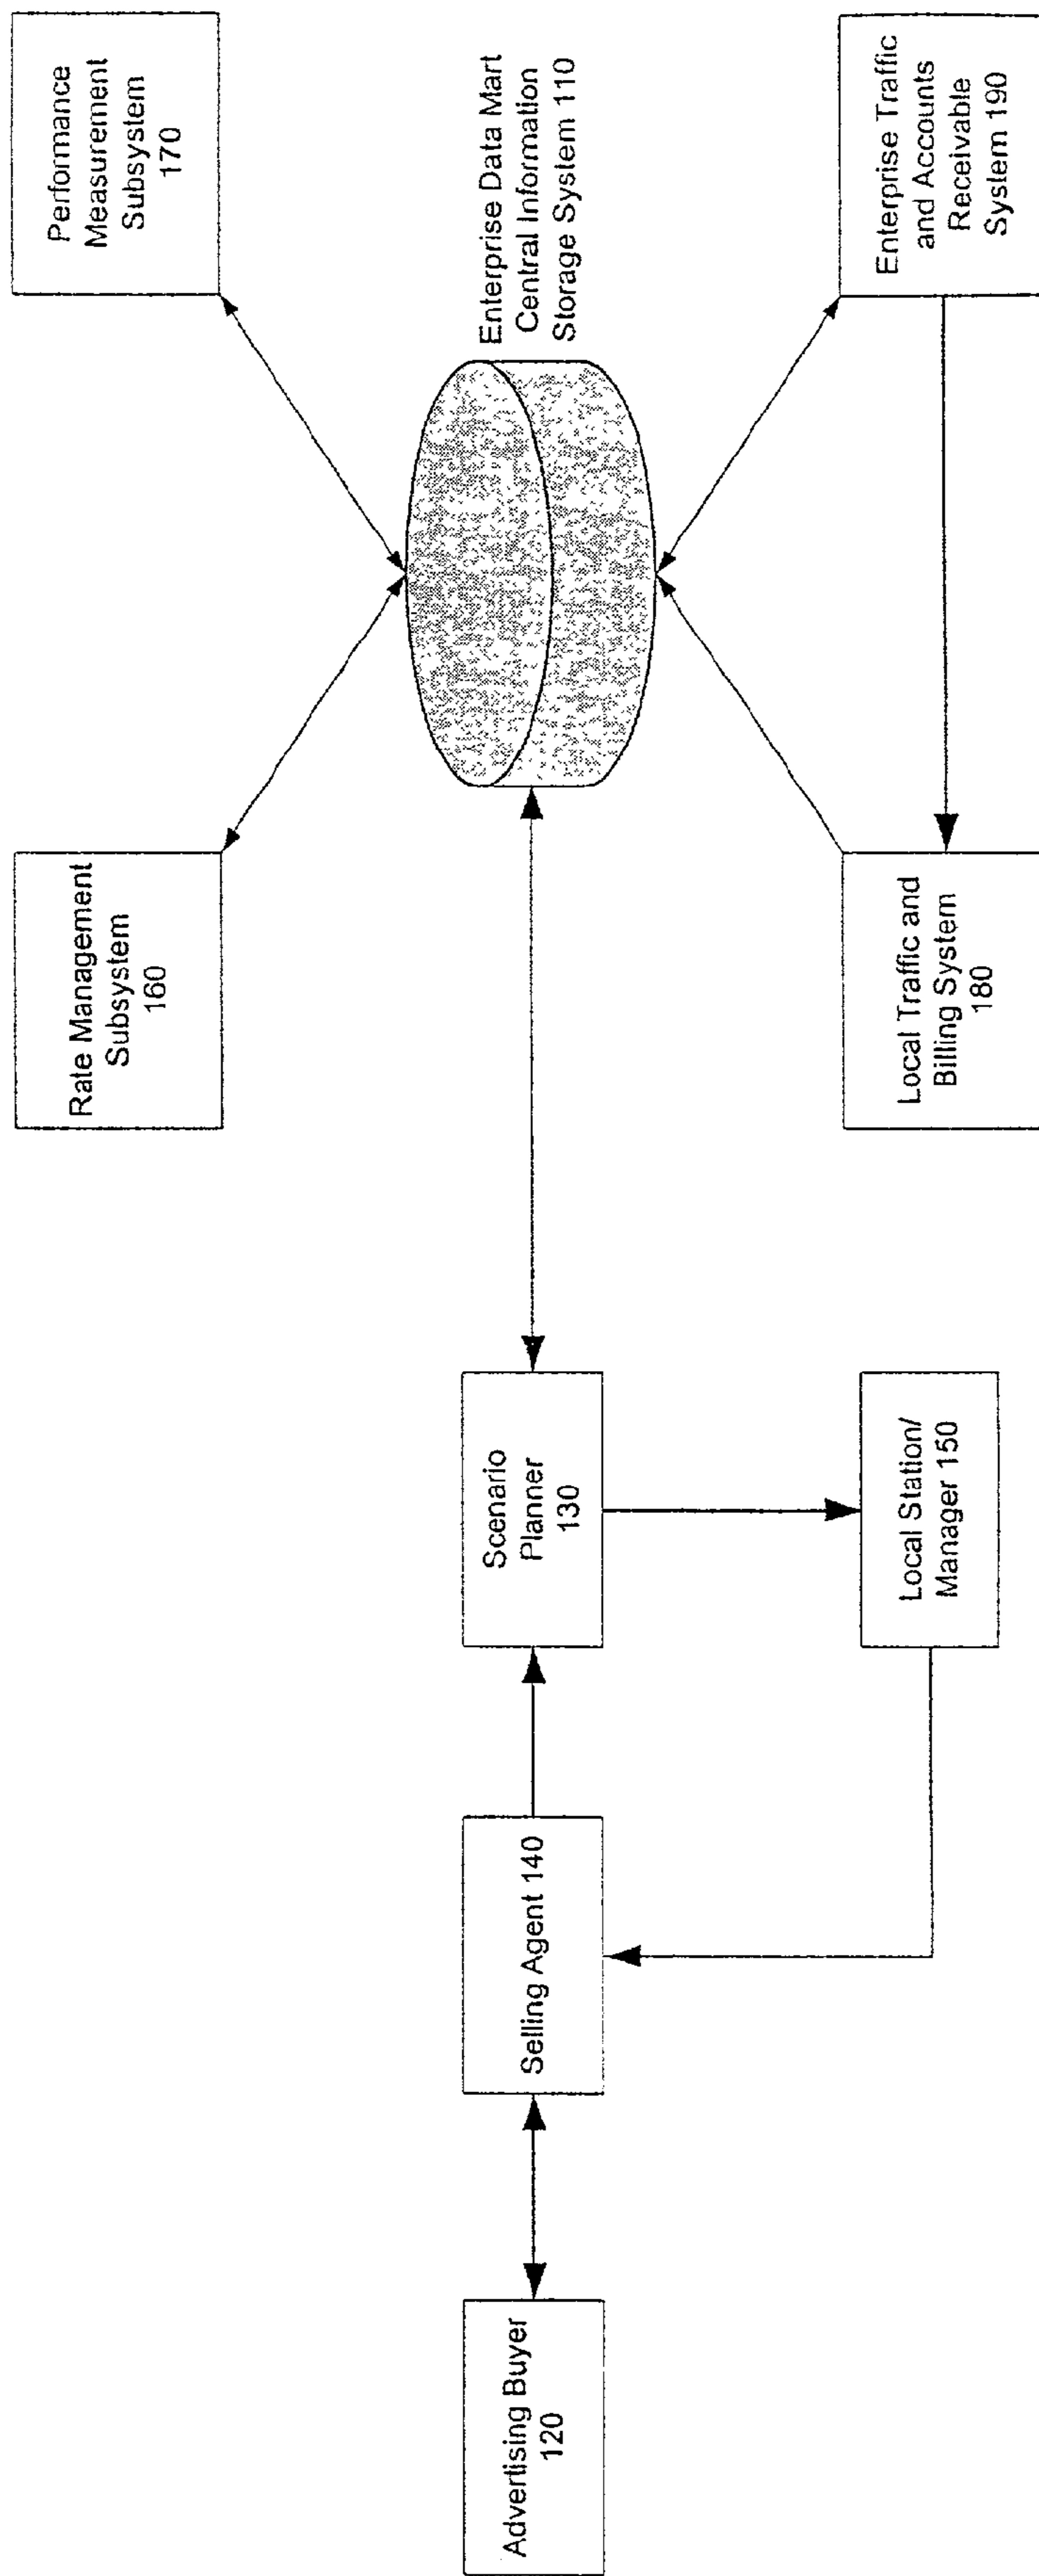 Rate Management
Subsystem
160
Performance
Measurement
Subsystem
170
Enterprise Data Mart
Central Information
Storage System 110
Advertising Buyer
120
Selling Agent 140
Scenario
Planner
130
Local Station/
Manager 150
Local Traffic and
Billing System
180
Enterprise Traffic
and Accounts
Receivable
System 190